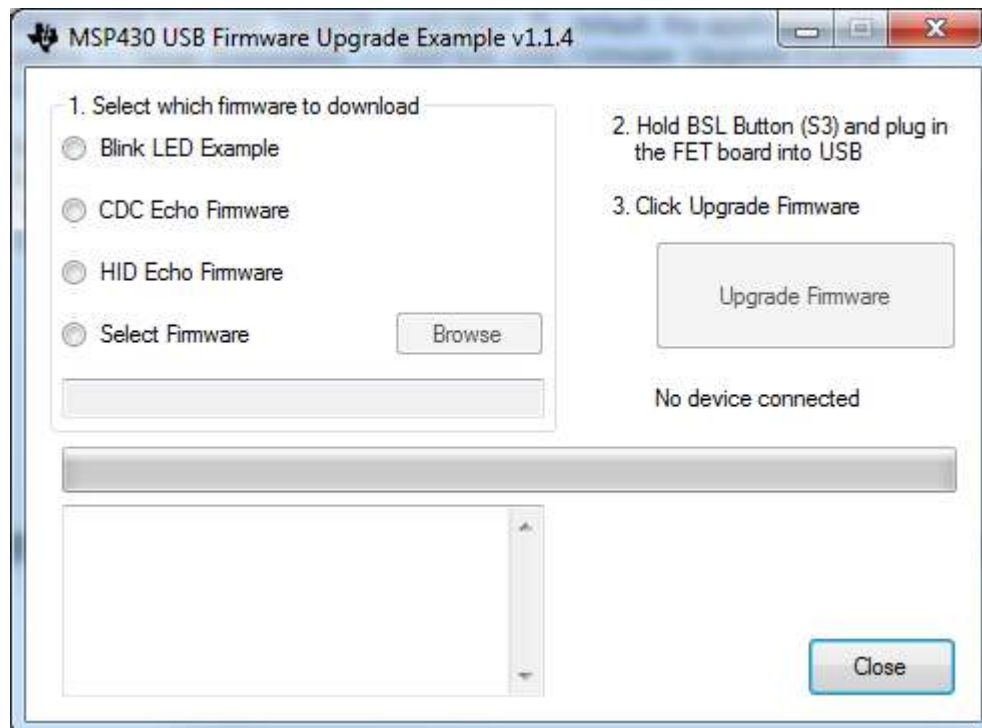 MSP430 USB Firmware Upgrade Example v1.1.4
1. Select which firmware to download
Blink LED Example
CDC Echo Firmware
HID Echo Firmware
Select Firmware
Browse
2. Hold BSL Button (S3) and plug in
the FET board into USB
3. Click Upgrade Firmware
Upgrade Firmware
No device connected
Close